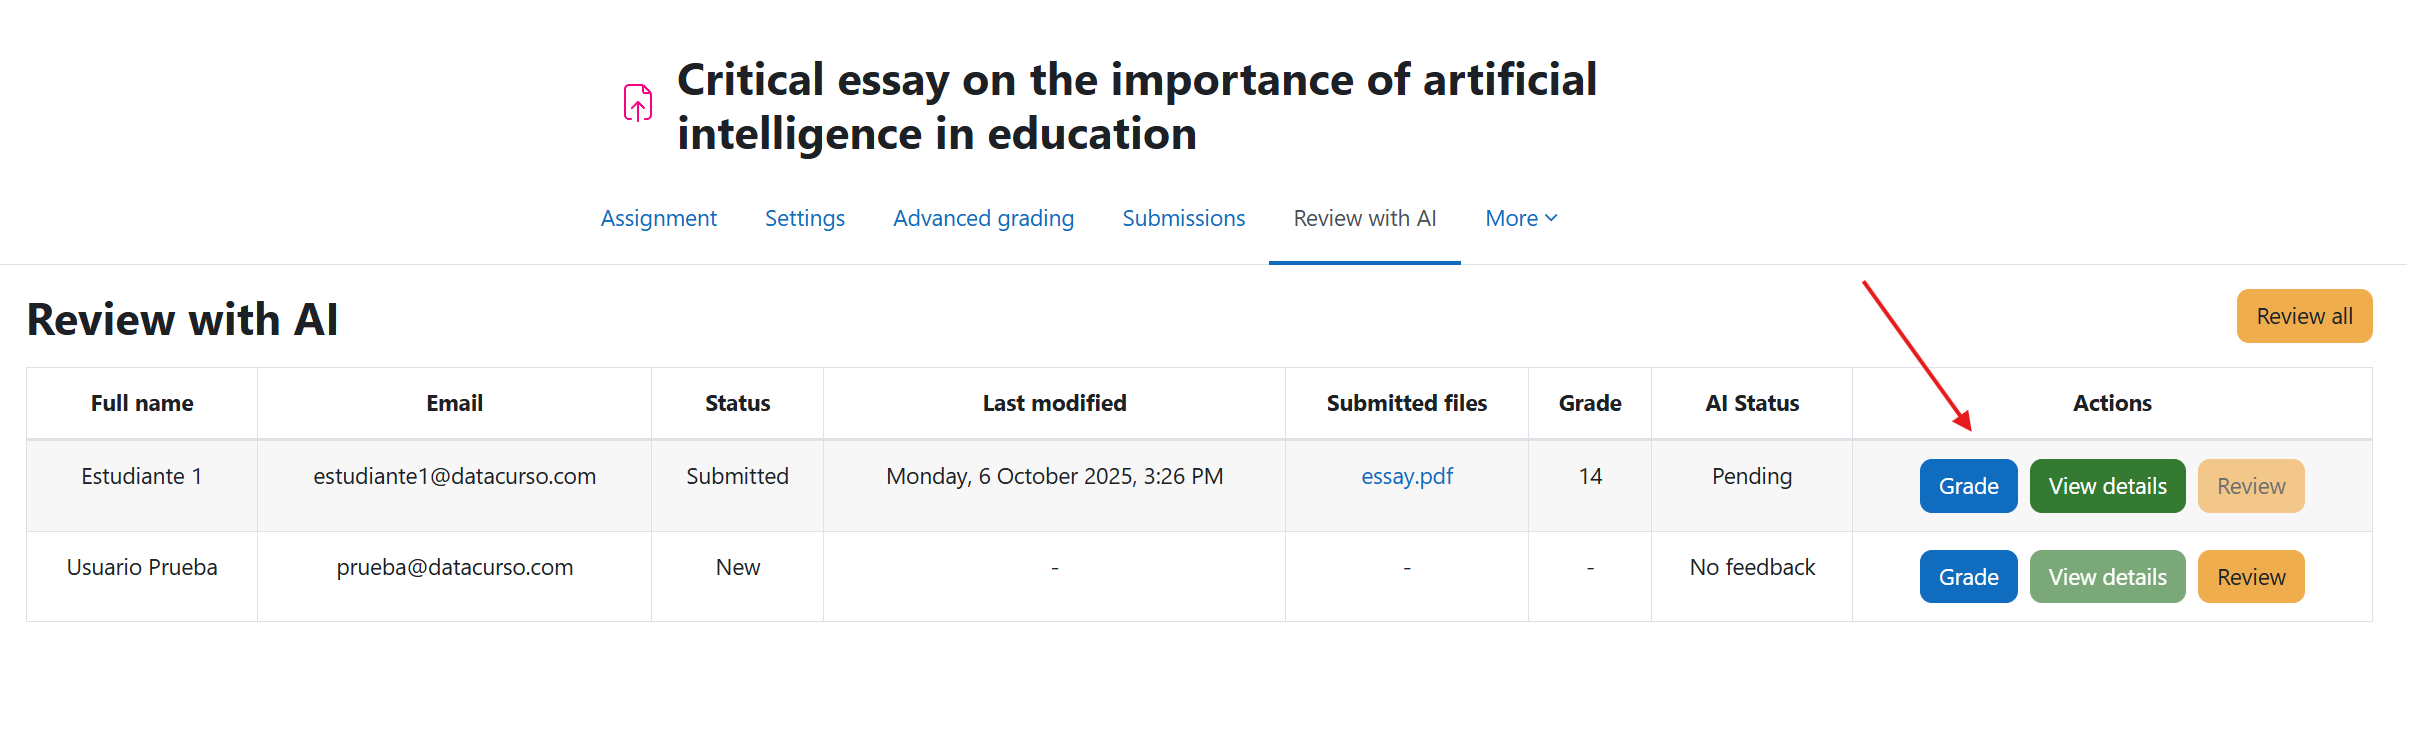 Critical essay on the importance of artificial
intelligence in education
Assignment Settings Advanced grading Submissions Review with AI More
Review with AI
Review all
Full name Email Status Last modified Submitted files Grade AI Status Actions
Estudiante 1 estudiante1@datacurso.com Submitted Monday, 6 October 2025, 3:26 PM essay.pdf 14 Pending Grade View details Review
Usuario Prueba prueba@datacurso.com New - - - No feedback Grade View details Review